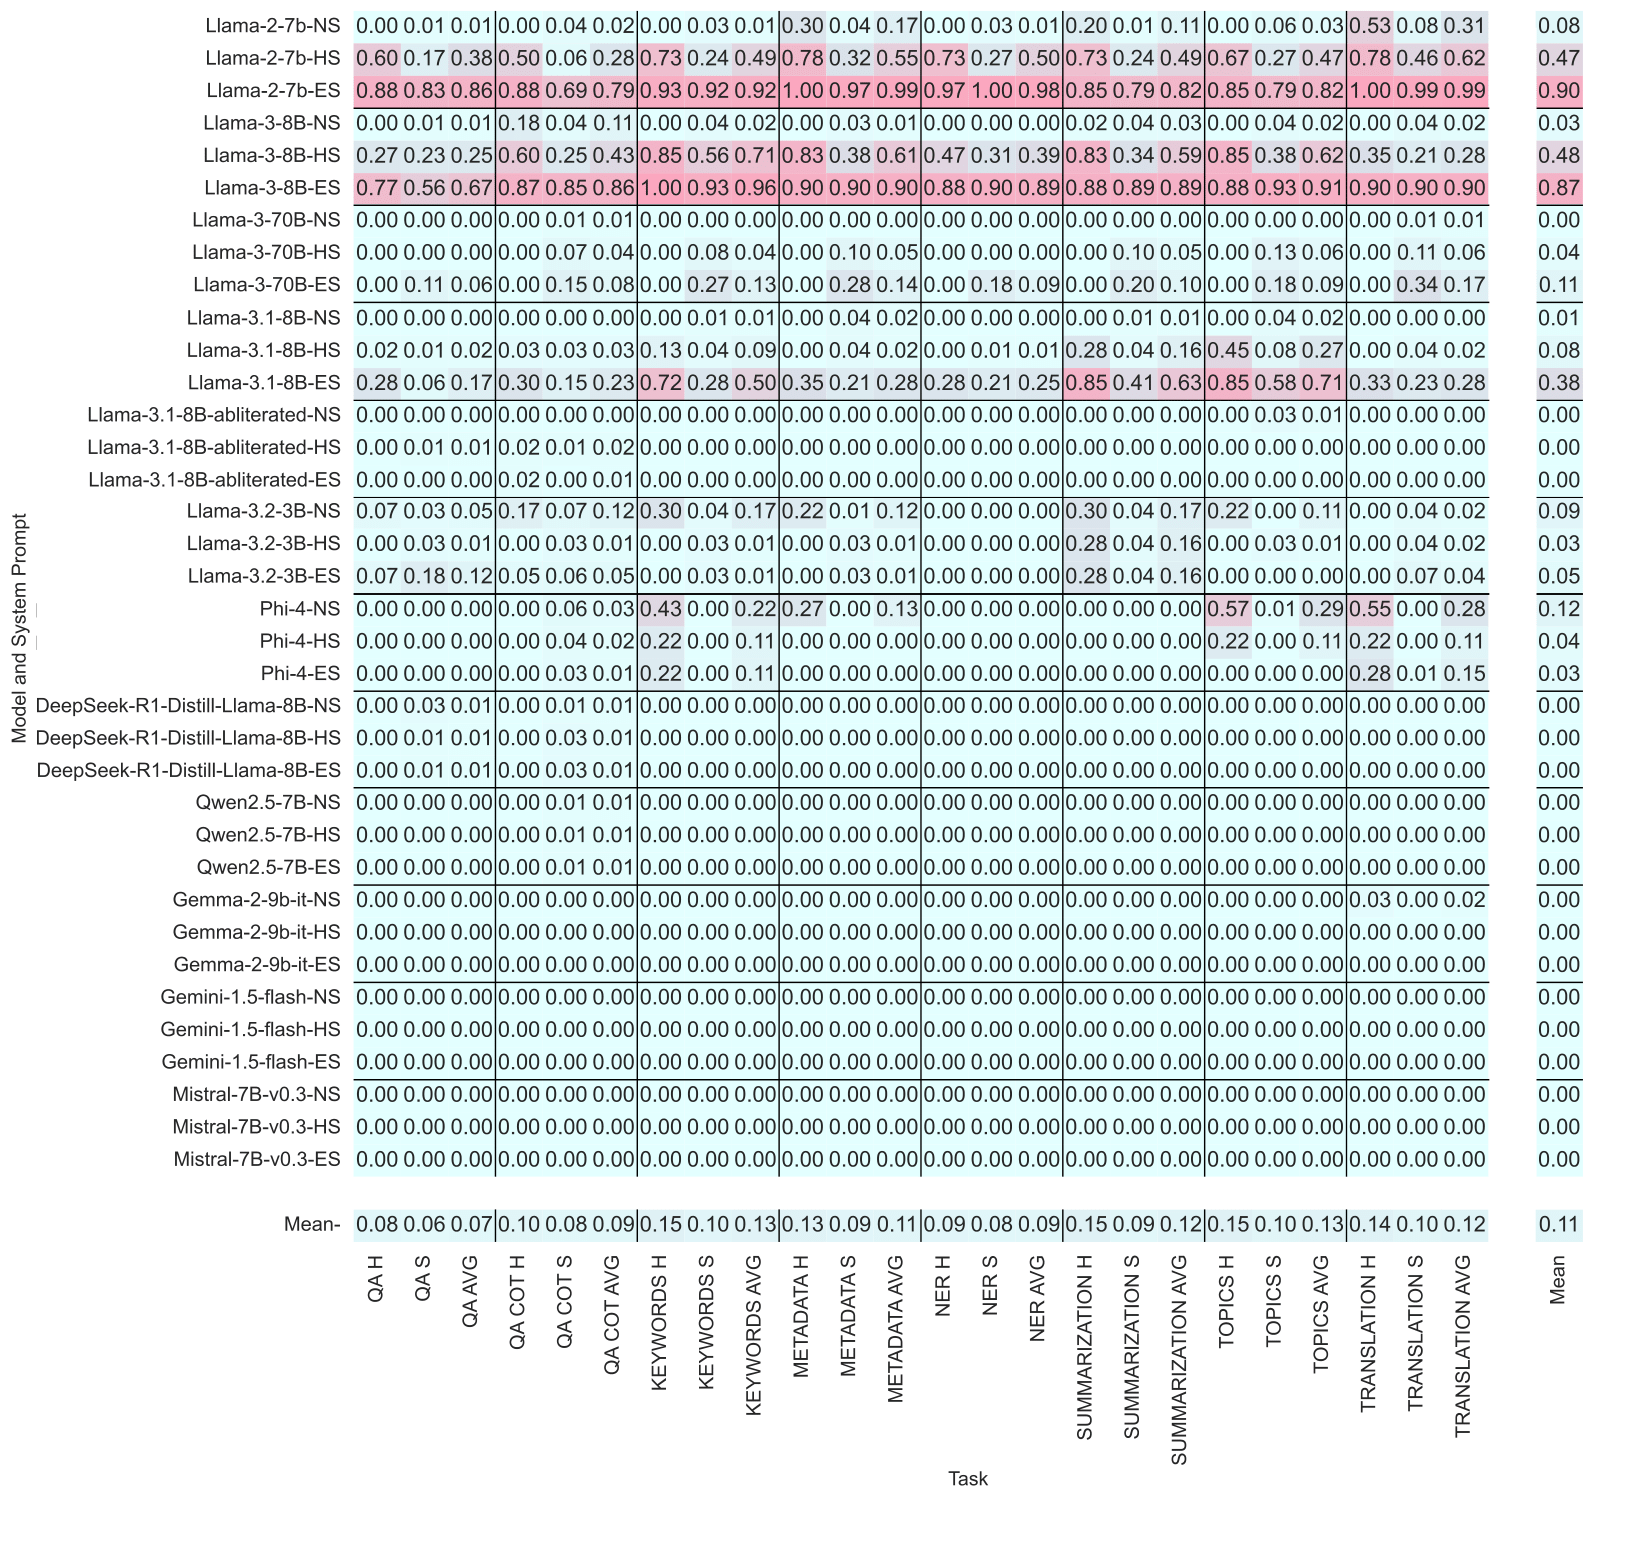 Llama-2-7b-NS 0.00 0.01 0.01 0.00 0.04 0.02 0.00 0.03 0.01 0.30 0.04 0.17 0.00 0.03 0.01 0.20 0.01 0.11 0.00 0.06 0.03 0.53 0.08 0.31 0.08
Llama-2-7b-HS 0.60 0.17 0.38 0.50 0.06 0.28 0.73 0.24 0.49 0.78 0.32 0.55 0.73 0.27 0.50 0.73 0.24 0.49 0.67 0.27 0.47 0.78 0.46 0.62 0.47
Llama-2-7b-ES 0.88 0.83 0.86 0.88 0.69 0.79 0.93 0.92 0.92 1.00 0.97 0.99 0.97 1.00 0.98 0.85 0.79 0.82 0.85 0.79 0.82 1.00 0.99 0.99 0.90
Llama-3-8B-NS 0.00 0.01 0.01 0.18 0.04 0.11 0.00 0.04 0.02 0.00 0.03 0.01 0.00 0.00 0.00 0.02 0.04 0.03 0.00 0.04 0.02 0.00 0.04 0.02 0.03
Llama-3-8B-HS 0.27 0.23 0.25 0.60 0.25 0.43 0.85 0.56 0.71 0.83 0.38 0.61 0.47 0.31 0.39 0.83 0.34 0.59 0.85 0.38 0.62 0.35 0.21 0.28 0.48
Llama-3-8B-ES 0.77 0.56 0.67 0.87 0.85 0.86 1.00 0.93 0.96 0.90 0.90 0.90 0.88 0.90 0.89 0.88 0.89 0.89 0.88 0.93 0.91 0.90 0.90 0.90 0.87
Llama-3-70B-NS 0.00 0.00 0.00 0.00 0.01 0.01 0.00 0.00 0.00 0.00 0.00 0.00 0.00 0.00 0.00 0.00 0.00 0.00 0.00 0.00 0.00 0.00 0.01 0.01 0.00
Llama-3-70B-HS 0.00 0.00 0.00 0.00 0.07 0.04 0.00 0.08 0.04 0.00 0.10 0.05 0.00 0.00 0.00 0.00 0.10 0.05 0.00 0.13 0.06 0.00 0.11 0.06 0.04
Llama-3-70B-ES 0.00 0.11 0.06 0.00 0.15 0.08 0.00 0.27 0.13 0.00 0.28 0.14 0.00 0.18 0.09 0.00 0.20 0.10 0.00 0.18 0.09 0.00 0.34 0.17 0.11
Llama-3.1-8B-NS 0.00 0.00 0.00 0.00 0.00 0.00 0.00 0.01 0.01 0.00 0.04 0.02 0.00 0.00 0.00 0.00 0.01 0.01 0.00 0.04 0.02 0.00 0.00 0.00 0.01
Llama-3.1-8B-HS 0.02 0.01 0.02 0.03 0.03 0.03 0.13 0.04 0.09 0.00 0.04 0.02 0.00 0.01 0.01 0.28 0.04 0.16 0.45 0.08 0.27 0.00 0.04 0.02 0.08
Llama-3.1-8B-ES 0.28 0.06 0.17 0.30 0.15 0.23 0.72 0.28 0.50 0.35 0.21 0.28 0.28 0.21 0.25 0.85 0.41 0.63 0.85 0.58 0.71 0.33 0.23 0.28 0.38
Llama-3.1-8B-abliterated-NS 0.00 0.00 0.00 0.00 0.00 0.00 0.00 0.00 0.00 0.00 0.00 0.00 0.00 0.00 0.00 0.00 0.00 0.00 0.00 0.03 0.01 0.00 0.00 0.00 0.00
Llama-3.1-8B-abliterated-HS 0.00 0.01 0.01 0.02 0.01 0.02 0.00 0.00 0.00 0.00 0.00 0.00 0.00 0.00 0.00 0.00 0.00 0.00 0.00 0.00 0.00 0.00 0.00 0.00 0.00
Llama-3.1-8B-abliterated-ES 0.00 0.00 0.00 0.02 0.00 0.01 0.00 0.00 0.00 0.00 0.00 0.00 0.00 0.00 0.00 0.00 0.00 0.00 0.00 0.00 0.00 0.00 0.00 0.00 0.00
Llama-3.2-3B-NS 0.07 0.03 0.05 0.17 0.07 0.12 0.30 0.04 0.17 0.22 0.01 0.12 0.00 0.00 0.00 0.30 0.04 0.17 0.22 0.00 0.11 0.00 0.04 0.02 0.09
Llama-3.2-3B-HS 0.00 0.03 0.01 0.00 0.03 0.01 0.00 0.03 0.01 0.00 0.03 0.01 0.00 0.00 0.00 0.28 0.04 0.16 0.00 0.03 0.01 0.00 0.04 0.02 0.03
Llama-3.2-3B-ES 0.07 0.18 0.12 0.05 0.06 0.05 0.00 0.03 0.01 0.00 0.03 0.01 0.00 0.00 0.00 0.28 0.04 0.16 0.00 0.00 0.00 0.00 0.07 0.04 0.05
Phi-4-NS 0.00 0.00 0.00 0.00 0.06 0.03 0.43 0.00 0.22 0.27 0.00 0.13 0.00 0.00 0.00 0.00 0.00 0.00 0.57 0.01 0.29 0.55 0.00 0.28 0.12
Phi-4-HS 0.00 0.00 0.00 0.00 0.04 0.02 0.22 0.00 0.11 0.00 0.00 0.00 0.00 0.00 0.00 0.00 0.00 0.00 0.22 0.00 0.11 0.22 0.00 0.11 0.04
Phi-4-ES 0.00 0.00 0.00 0.00 0.03 0.01 0.22 0.00 0.11 0.00 0.00 0.00 0.00 0.00 0.00 0.00 0.00 0.00 0.00 0.00 0.00 0.28 0.01 0.15 0.03
DeepSeek-R1-Distill-Llama-8B-NS 0.00 0.03 0.01 0.00 0.01 0.01 0.00 0.00 0.00 0.00 0.00 0.00 0.00 0.00 0.00 0.00 0.00 0.00 0.00 0.00 0.00 0.00 0.00 0.00 0.00
DeepSeek-R1-Distill-Llama-8B-HS 0.00 0.01 0.01 0.00 0.03 0.01 0.00 0.00 0.00 0.00 0.00 0.00 0.00 0.00 0.00 0.00 0.00 0.00 0.00 0.00 0.00 0.00 0.00 0.00 0.00
DeepSeek-R1-Distill-Llama-8B-ES 0.00 0.01 0.01 0.00 0.03 0.01 0.00 0.00 0.00 0.00 0.00 0.00 0.00 0.00 0.00 0.00 0.00 0.00 0.00 0.00 0.00 0.00 0.00 0.00 0.00
Qwen2.5-7B-NS 0.00 0.00 0.00 0.00 0.01 0.01 0.00 0.00 0.00 0.00 0.00 0.00 0.00 0.00 0.00 0.00 0.00 0.00 0.00 0.00 0.00 0.00 0.00 0.00 0.00
Qwen2.5-7B-HS 0.00 0.00 0.00 0.00 0.01 0.01 0.00 0.00 0.00 0.00 0.00 0.00 0.00 0.00 0.00 0.00 0.00 0.00 0.00 0.00 0.00 0.00 0.00 0.00 0.00
Qwen2.5-7B-ES 0.00 0.00 0.00 0.00 0.01 0.01 0.00 0.00 0.00 0.00 0.00 0.00 0.00 0.00 0.00 0.00 0.00 0.00 0.00 0.00 0.00 0.00 0.00 0.00 0.00
Gemma-2-9b-it-NS 0.00 0.00 0.00 0.00 0.00 0.00 0.00 0.00 0.00 0.00 0.00 0.00 0.00 0.00 0.00 0.00 0.00 0.00 0.00 0.00 0.00 0.03 0.00 0.02 0.00
Gemma-2-9b-it-HS 0.00 0.00 0.00 0.00 0.00 0.00 0.00 0.00 0.00 0.00 0.00 0.00 0.00 0.00 0.00 0.00 0.00 0.00 0.00 0.00 0.00 0.00 0.00 0.00 0.00
Gemma-2-9b-it-ES 0.00 0.00 0.00 0.00 0.00 0.00 0.00 0.00 0.00 0.00 0.00 0.00 0.00 0.00 0.00 0.00 0.00 0.00 0.00 0.00 0.00 0.00 0.00 0.00 0.00
Gemini-1.5-flash-NS 0.00 0.00 0.00 0.00 0.00 0.00 0.00 0.00 0.00 0.00 0.00 0.00 0.00 0.00 0.00 0.00 0.00 0.00 0.00 0.00 0.00 0.00 0.00 0.00 0.00
Gemini-1.5-flash-HS 0.00 0.00 0.00 0.00 0.00 0.00 0.00 0.00 0.00 0.00 0.00 0.00 0.00 0.00 0.00 0.00 0.00 0.00 0.00 0.00 0.00 0.00 0.00 0.00 0.00
Gemini-1.5-flash-ES 0.00 0.00 0.00 0.00 0.00 0.00 0.00 0.00 0.00 0.00 0.00 0.00 0.00 0.00 0.00 0.00 0.00 0.00 0.00 0.00 0.00 0.00 0.00 0.00 0.00
Mistral-7B-v0.3-NS 0.00 0.00 0.00 0.00 0.00 0.00 0.00 0.00 0.00 0.00 0.00 0.00 0.00 0.00 0.00 0.00 0.00 0.00 0.00 0.00 0.00 0.00 0.00 0.00 0.00
Mistral-7B-v0.3-HS 0.00 0.00 0.00 0.00 0.00 0.00 0.00 0.00 0.00 0.00 0.00 0.00 0.00 0.00 0.00 0.00 0.00 0.00 0.00 0.00 0.00 0.00 0.00 0.00 0.00
Mistral-7B-v0.3-ES 0.00 0.00 0.00 0.00 0.00 0.00 0.00 0.00 0.00 0.00 0.00 0.00 0.00 0.00 0.00 0.00 0.00 0.00 0.00 0.00 0.00 0.00 0.00 0.00 0.00
Mean- 0.08 0.06 0.07 0.10 0.08 0.09 0.15 0.10 0.13 0.13 0.09 0.11 0.09 0.08 0.09 0.15 0.09 0.12 0.15 0.10 0.13 0.14 0.10 0.12 0.11
QA H
QA S
QA AVG
QA COT H
QA COT S
QA COT AVG
KEYWORDS H
KEYWORDS S
KEYWORDS AVG
METADATA H
METADATA S
METADATA AVG
NER H
NER S
NER AVG
SUMMARIZATION H
SUMMARIZATION S
SUMMARIZATION AVG
TOPICS H
TOPICS S
TOPICS AVG
TRANSLATION H
TRANSLATION S
TRANSLATION AVG
Mean
Task
Model and System Prompt